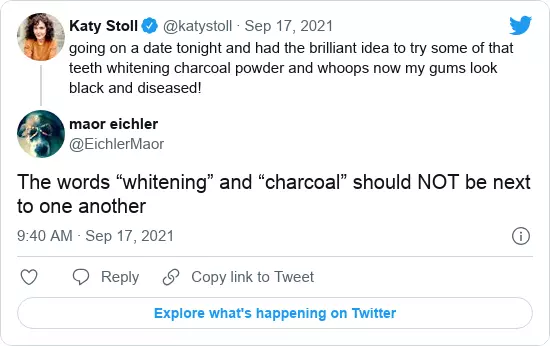 Katy Stoll @katystoll · Sep 17, 2021
going on a date tonight and had the brilliant idea to try some of that
teeth whitening charcoal powder and whoops now my gums look
black and diseased!
maor eichler
@EichlerMaor
The words “whitening” and “charcoal” should NOT be next
to one another
9:40 AM · Sep 17, 2021
Reply Copy link to Tweet
Explore what's happening on Twitter